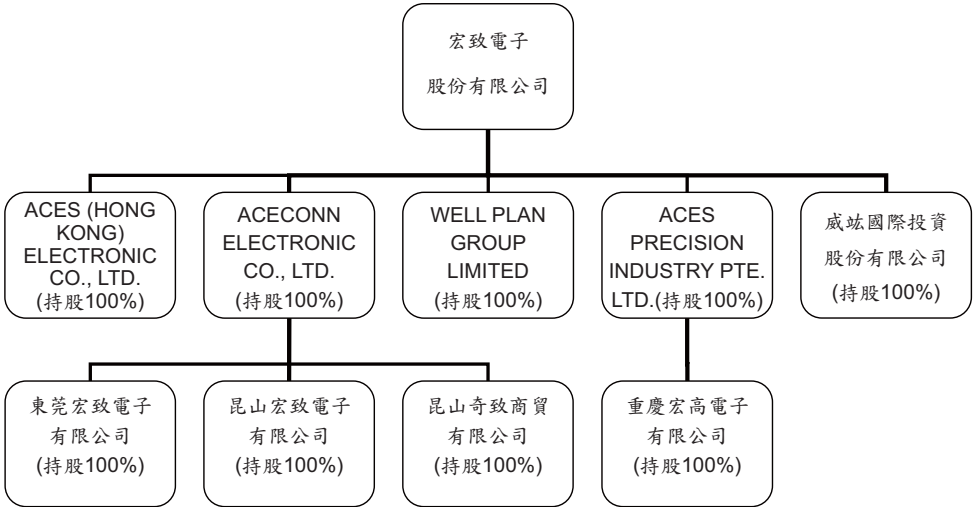 宏致電子
股份有限公司
ACES (HONG
KONG)
ELECTRONIC
CO., LTD.
(持股100%)
ACECONN
ELECTRONIC
CO., LTD.
(持股100%)
WELL PLAN
GROUP
LIMITED
(持股100%)
ACES
PRECISION
INDUSTRY PTE.
LTD.(持股100%)
威竑國際投資
股份有限公司
(持股100%)
東莞宏致電子
有限公司
(持股100%)
昆山宏致電子
有限公司
(持股100%)
昆山奇致商貿
有限公司
(持股100%)
重慶宏高電子
有限公司
(持股100%)